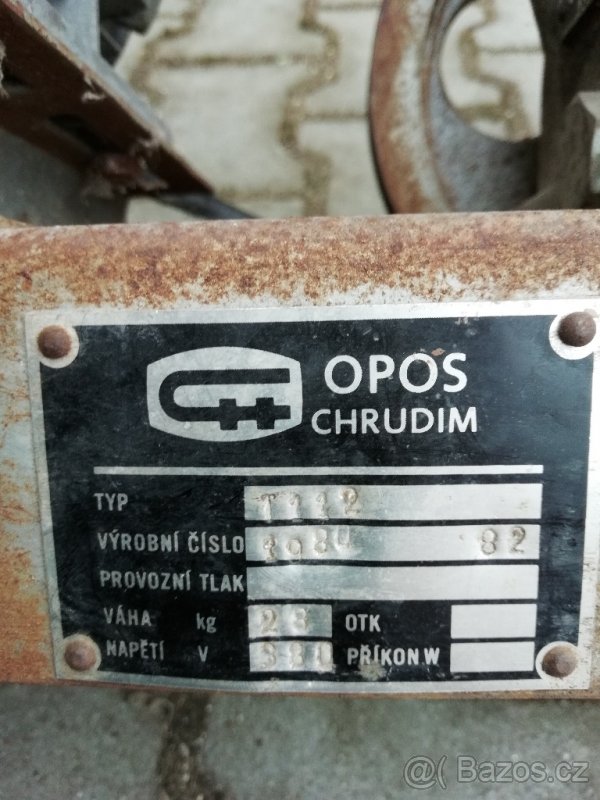 OPOS
CHRUDIM
TYP T112
VÝROBNÍ ČÍSLO 82
PROVOZNÍ TLAK
VÁHA kg 23 OTK
NAPĚTÍ V 380 PŘÍKON W
@ Bazos.cz